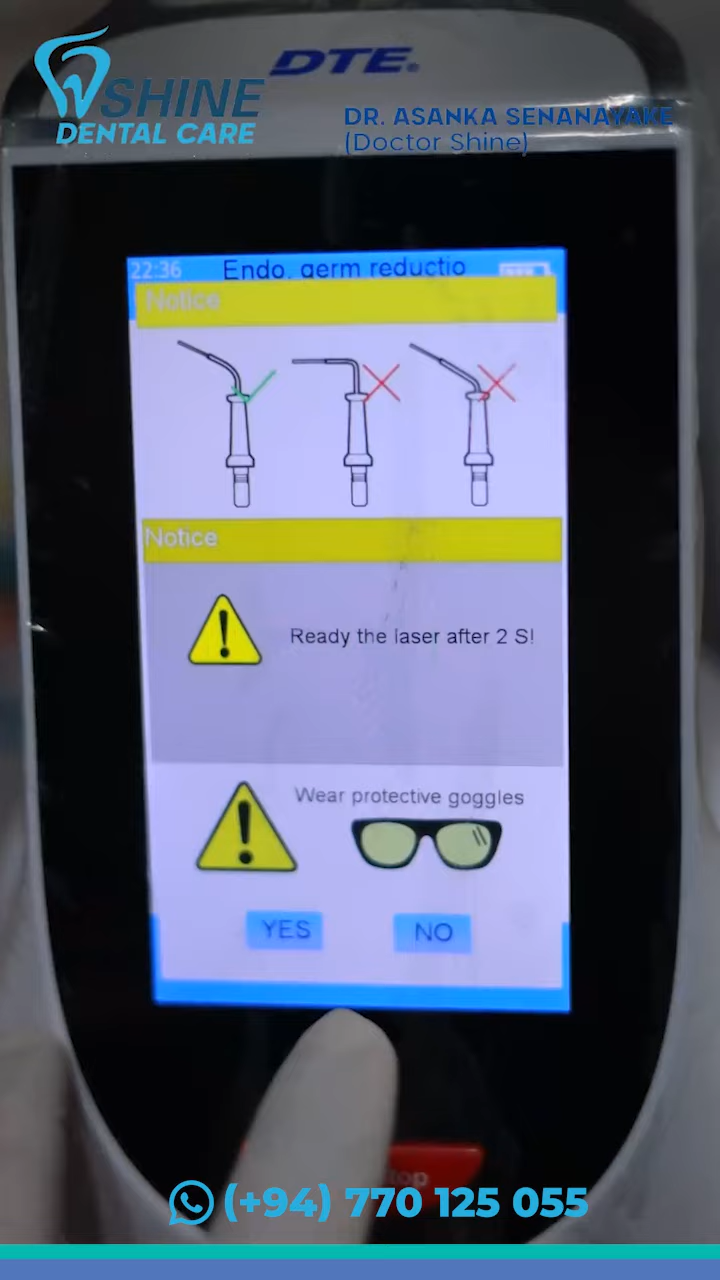 DTE®
SHINE
DENTAL CARE
DR. ASANKA SENANAYAKE
(Doctor Shine)
22:36 Endo. germ reductio
Notice
Notice
Ready the laser after 2 S!
Wear protective goggles
YES NO
top
(+94) 770 125 055